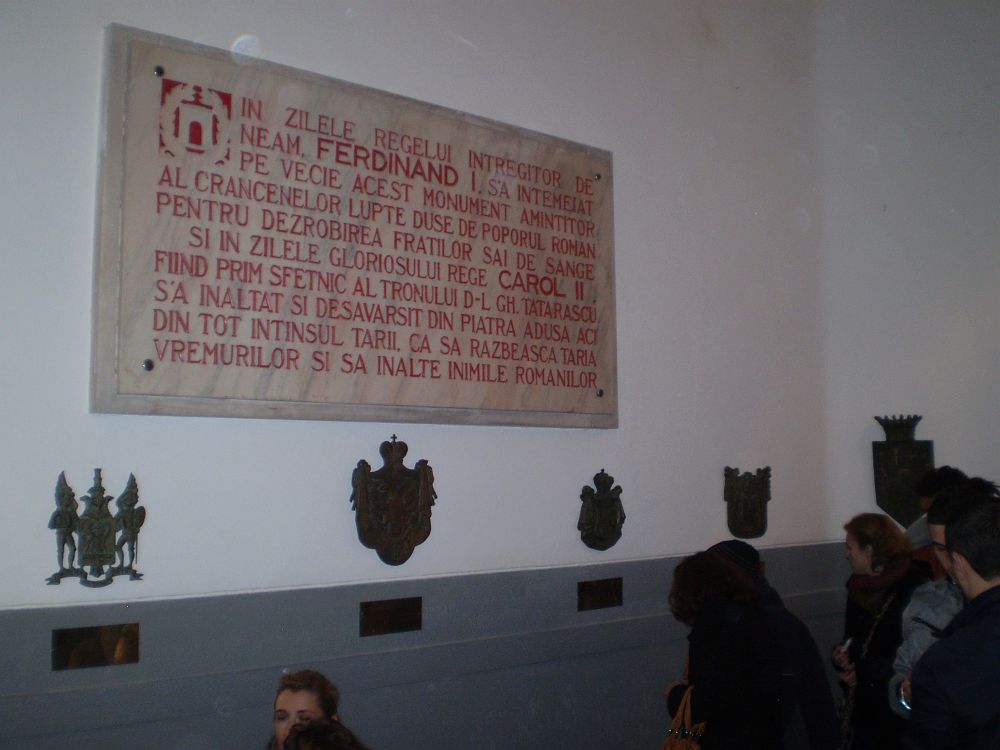 IN ZILELE REGELUI INTREGITOR DE
NEAM, FERDINAND I, S'A INTEMEIAT
PE VECIE ACEST MONUMENT AMINTITOR
AL CRANCENELOR LUPTE DUSE DE POPORUL ROMAN
PENTRU DEZROBIREA FRATILOR SAI DE SANGE
SI IN ZILELE GLORIOSULUI REGE CAROL II,
FIIND PRIM SFETNIC AL TRONULUI D-L GH. TATARASCU
S'A INALTAT SI DESAVARSIT DIN PIATRA ADUSA ACI
DIN TOT INTINSUL TARII, CA SA RAZBEASCA TARIA
VREMURILOR SI SA INALTE INIMILE ROMANILOR